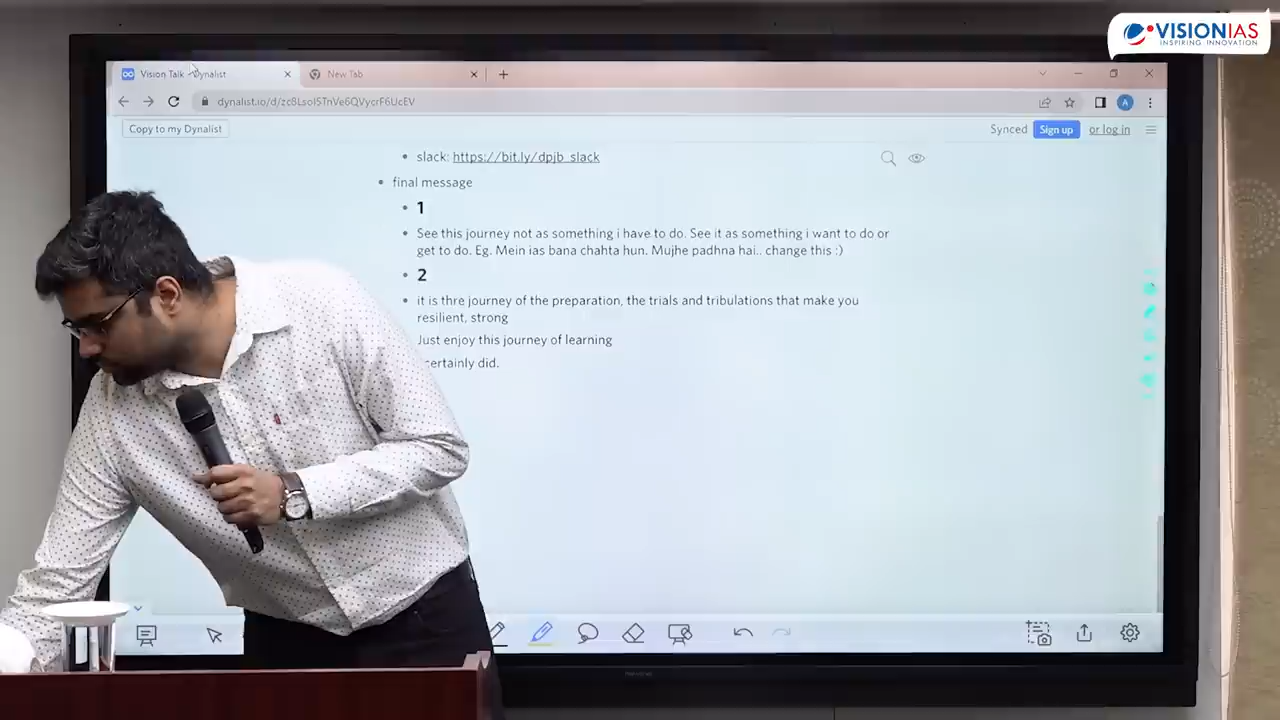 VISIONIAS
INSPIRING INNOVATION
Vision Talk - Dynalist
New Tab
dynalist.io/d/zc8LsoI5TnVe6QVycrF6UcEV
A
Copy to my Dynalist
Synced
Sign up
or log in
slack: https://bit.ly/dpjb_slack
final message
1
See this journey not as something i have to do. See it as something i want to do or
get to do. Eg. Mein ias bana chahta hun. Mujhe padhna hai.. change this :)
2
it is thre journey of the preparation, the trials and tribulations that make you
resilient, strong
Just enjoy this journey of learning
certainly did.